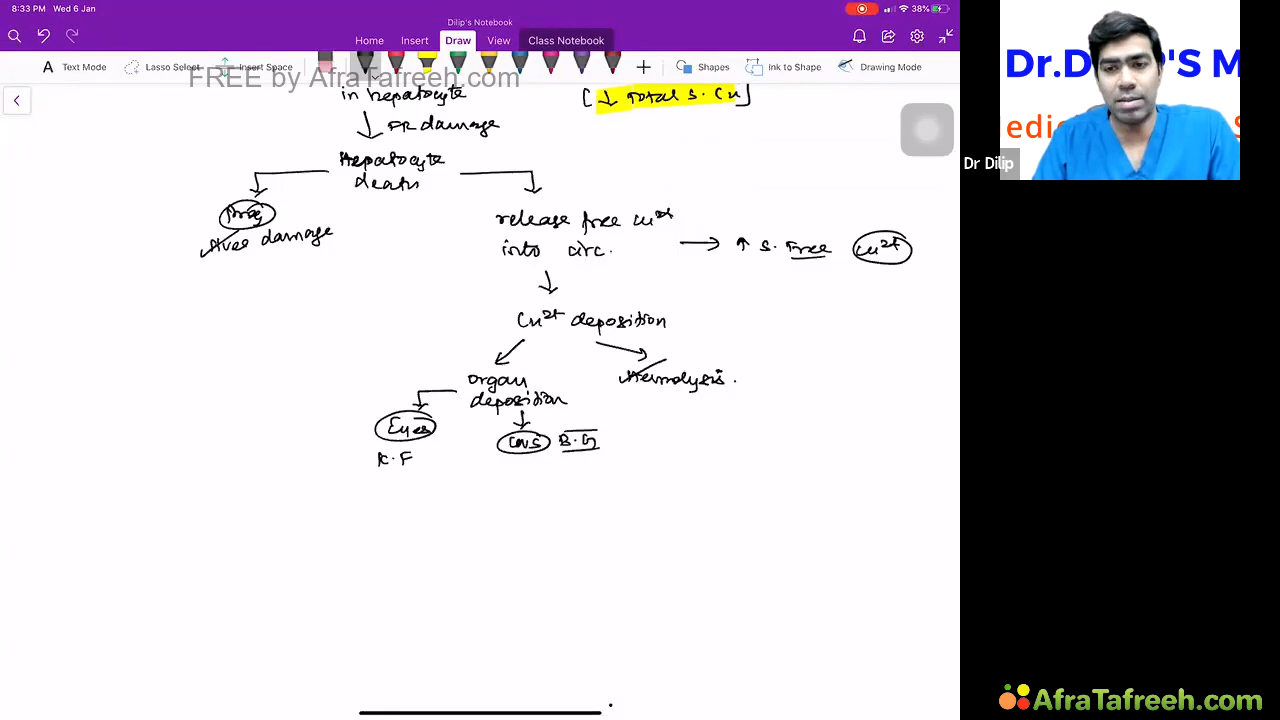 8:33 PM Wed 6 Jan
Dilip's Notebook
38%
Home Insert Draw View Class Notebook
Text Mode Lasso Select Insert Space Shapes Ink to Shape Drawing Mode
FREE by AfraTafreeh.com
in hepatocyte
[ ↓ Total S. Cu ]
FR damage
Hepatocyte
death
damage
release free Cu2+
into circ.
→ ↑ S. Free Cu2+
Cu2+ deposition
organ
deposition
Hemolysis.
Eyes
CNS B.G
K.F
Dr.D 'S M
edi S
Dr Dilip
AfraTafreeh.com